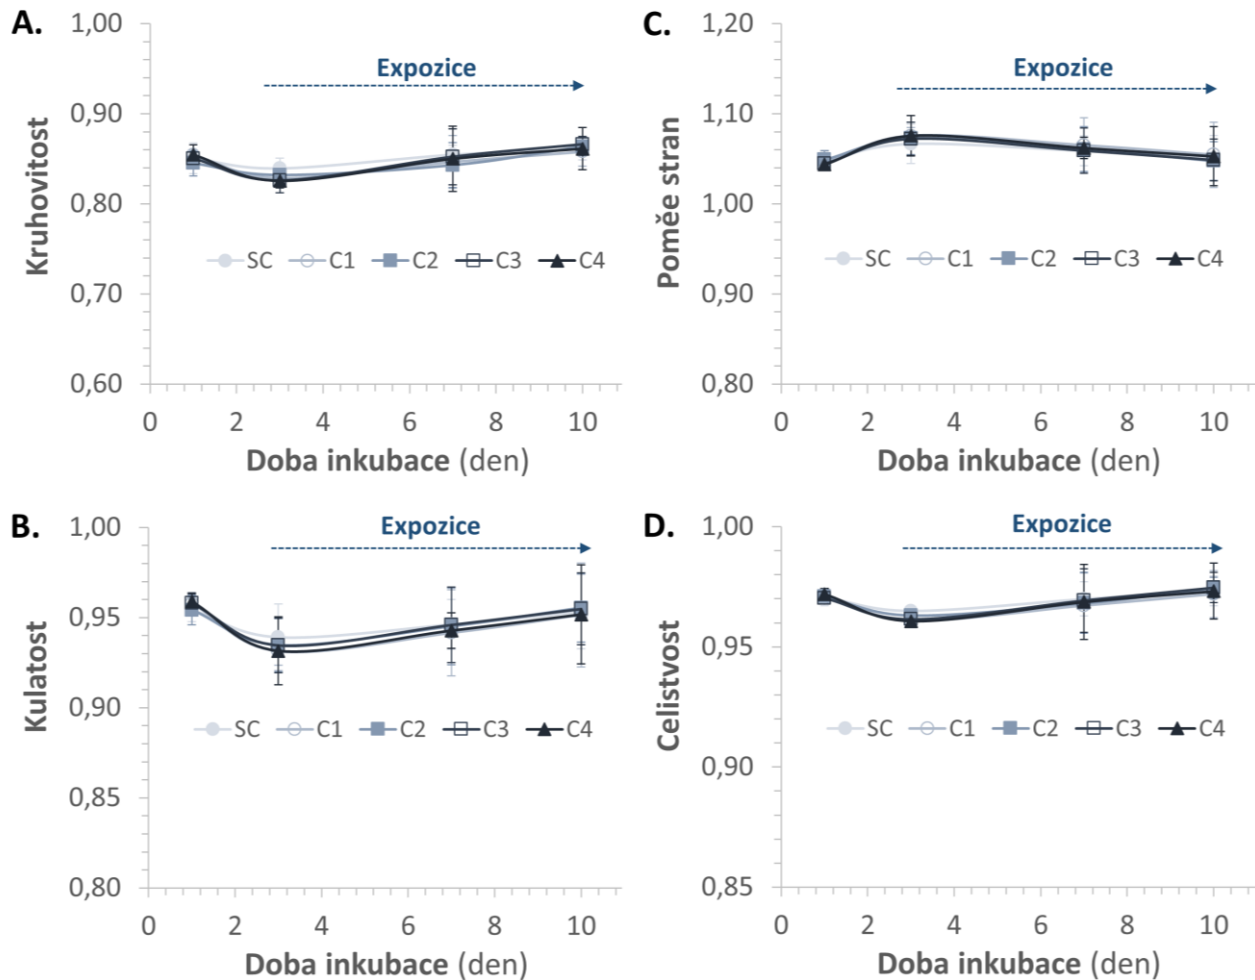 A.
Kruhovitost
1,00
0,90
0,80
0,70
0,60
Expozice
SC C1 C2 C3 C4
0 2 4 6 8 10
Doba inkubace (den)
C.
Poměe stran
1,20
1,10
1,00
0,90
0,80
Expozice
SC C1 C2 C3 C4
0 2 4 6 8 10
Doba inkubace (den)
B.
Kulatost
1,00
0,95
0,90
0,85
0,80
Expozice
SC C1 C2 C3 C4
0 2 4 6 8 10
Doba inkubace (den)
D.
Celistvost
1,00
0,95
0,90
0,85
Expozice
SC C1 C2 C3 C4
0 2 4 6 8 10
Doba inkubace (den)